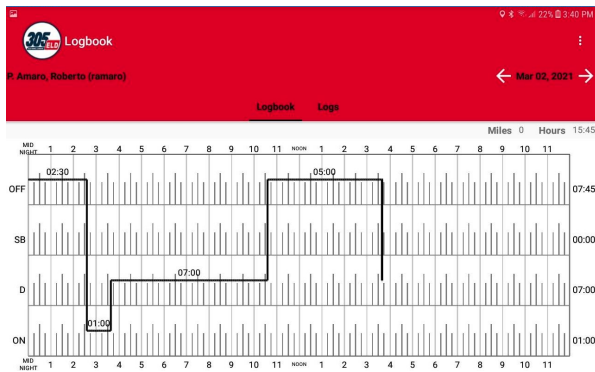 22% 3:40 PM
305 ELD Logbook
P. Amaro, Roberto (ramaro)
Mar 02, 2021
Logbook Logs
Miles 0 Hours 15:45
MID NIGHT 1 2 3 4 5 6 7 8 9 10 11 NOON 1 2 3 4 5 6 7 8 9 10 11
02:30 05:00
OFF 07:45
SB 00:00
07:00
D 07:00
01:00
ON 01:00
MID NIGHT 1 2 3 4 5 6 7 8 9 10 11 NOON 1 2 3 4 5 6 7 8 9 10 11